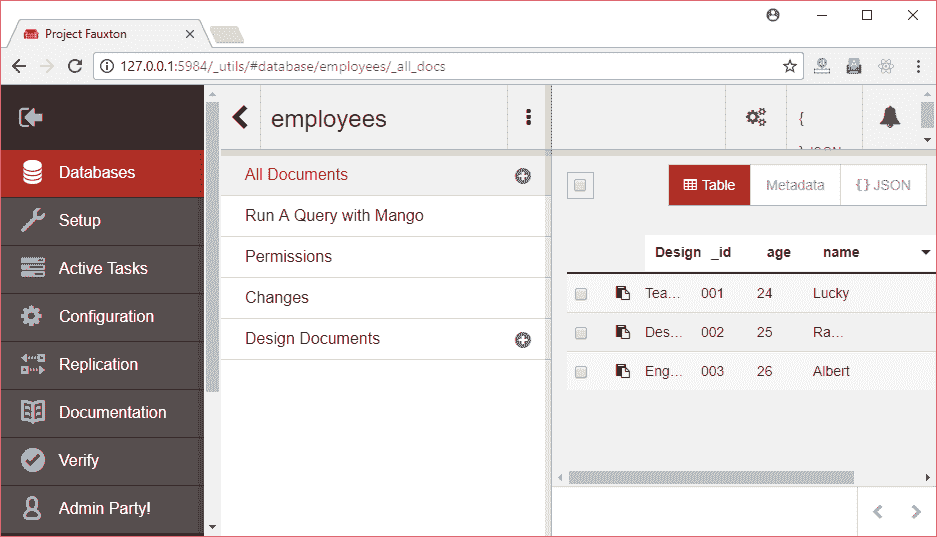 Project Fauxton
127.0.0.1:5984/_utils/#database/employees/_all_docs
employees
{
} JSON
Databases
Setup
Active Tasks
Configuration
Replication
Documentation
Verify
Admin Party!
All Documents
Run A Query with Mango
Permissions
Changes
Design Documents
Table Metadata {} JSON
Design _id age name
Tea... 001 24 Lucky
Des... 002 25 Ra...
Eng... 003 26 Albert